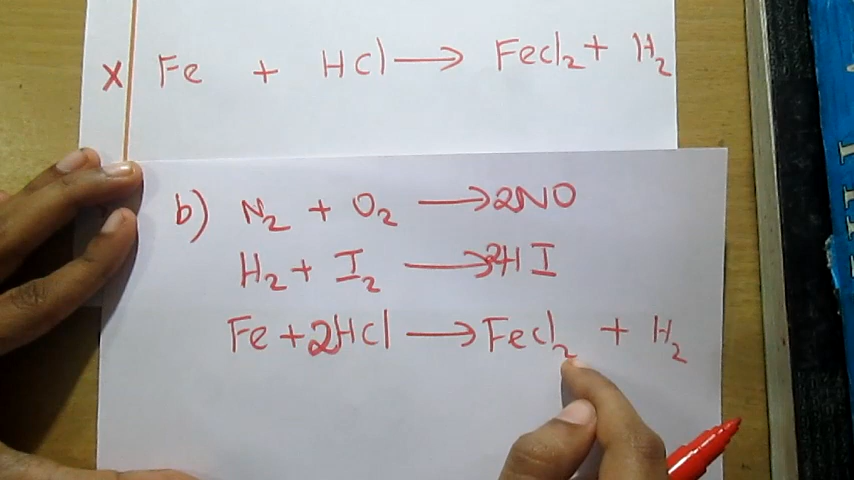 X Fe + HCl → FeCl₂ + H₂
b) N₂ + O₂ → 2NO
H₂ + I₂ → 2HI
Fe + 2HCl → FeCl₂ + H₂